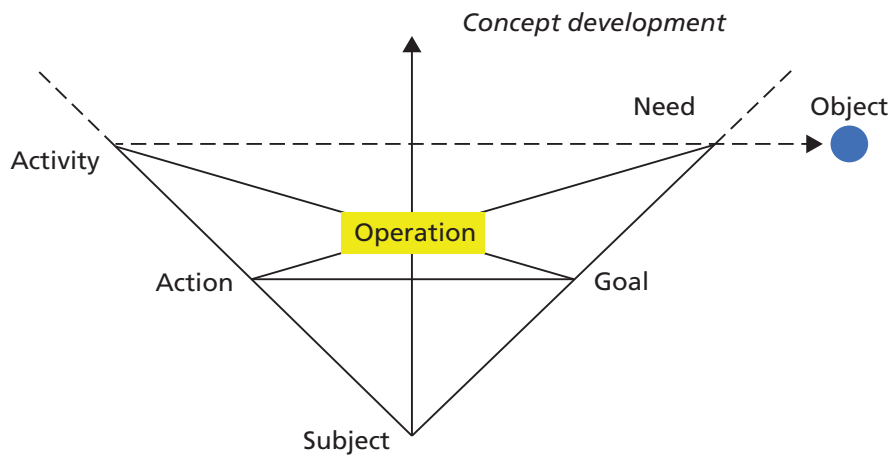 Concept development
Need
Object
Activity
Operation
Action
Goal
Subject